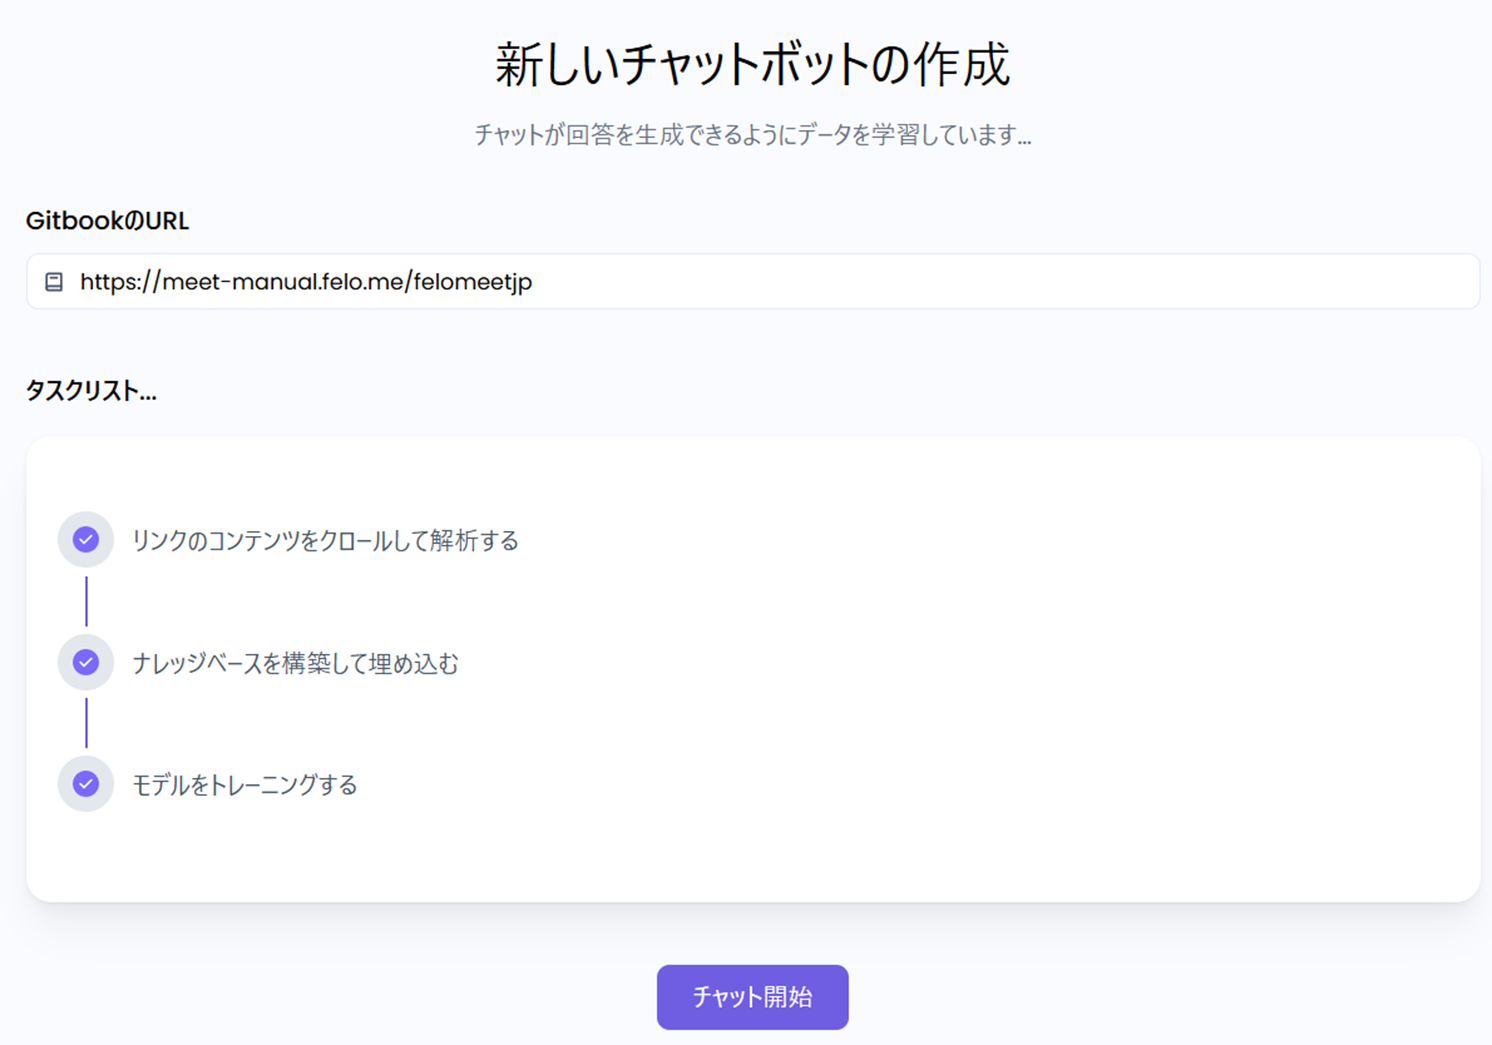 新しいチャットボットの作成
チャットが回答を生成できるようにデータを学習しています...
GitbookのURL
https://meet-manual.felo.me/felomeetjp
タスクリスト...
リンクのコンテンツをクロールして解析する
ナレッジベースを構築して埋め込む
モデルをトレーニングする
チャット開始